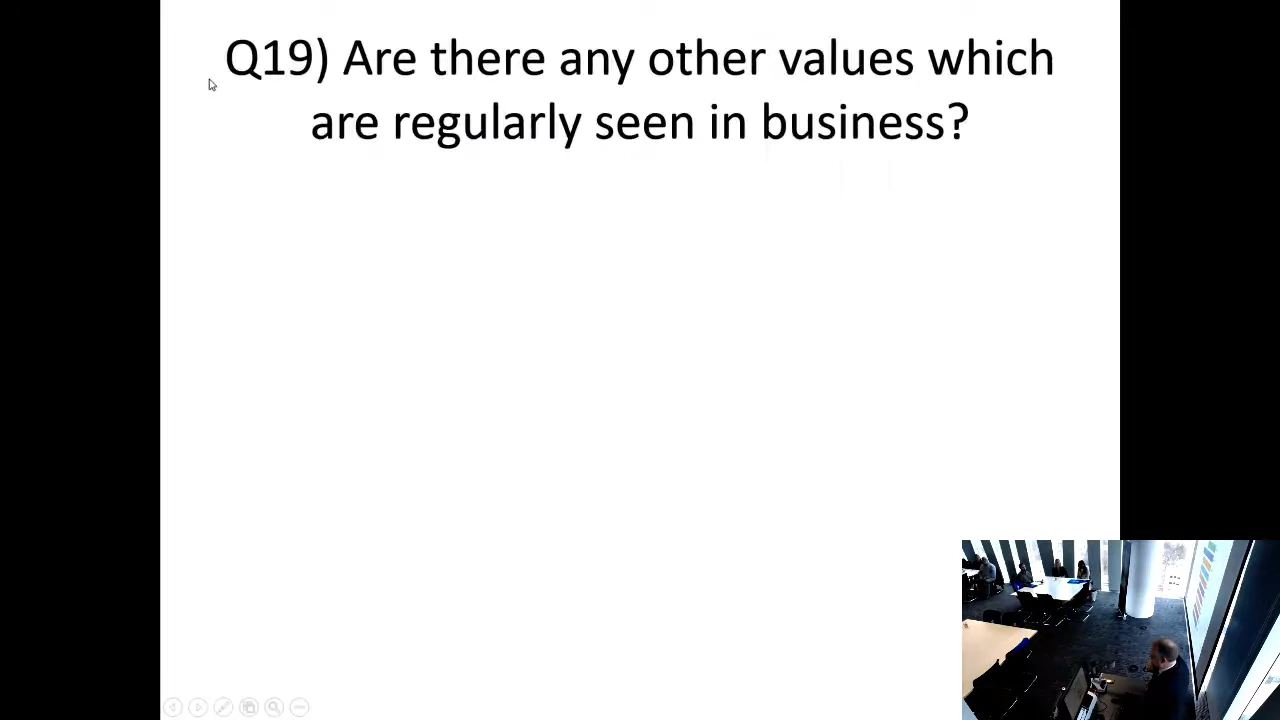 Q19) Are there any other values which
are regularly seen in business?